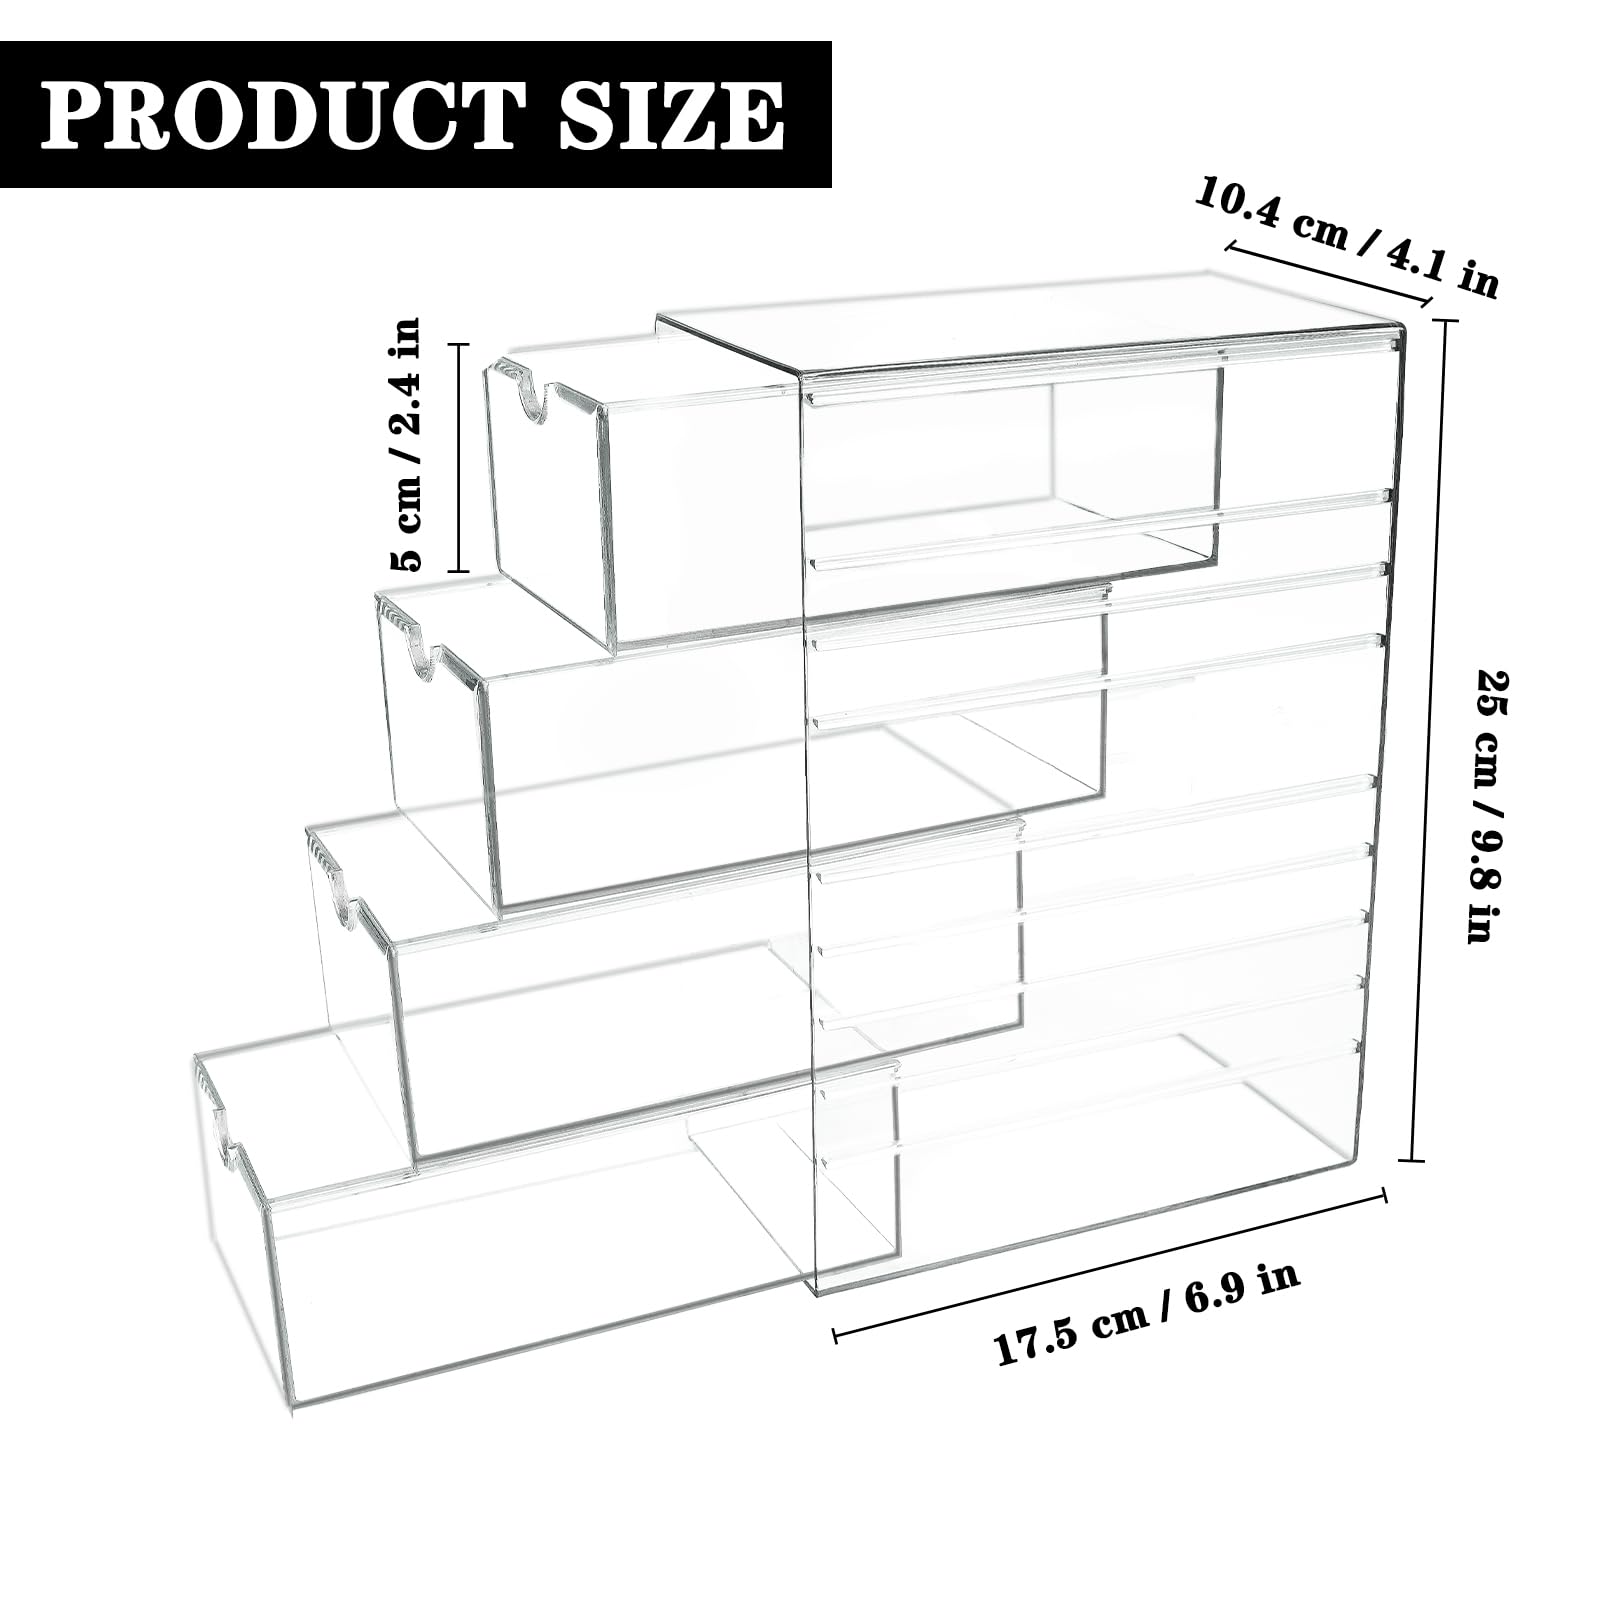 PRODUCT SIZE
10.4 cm / 4.1 in
5 cm / 2.4 in
25 cm / 9.8 in
17.5 cm / 6.9 in